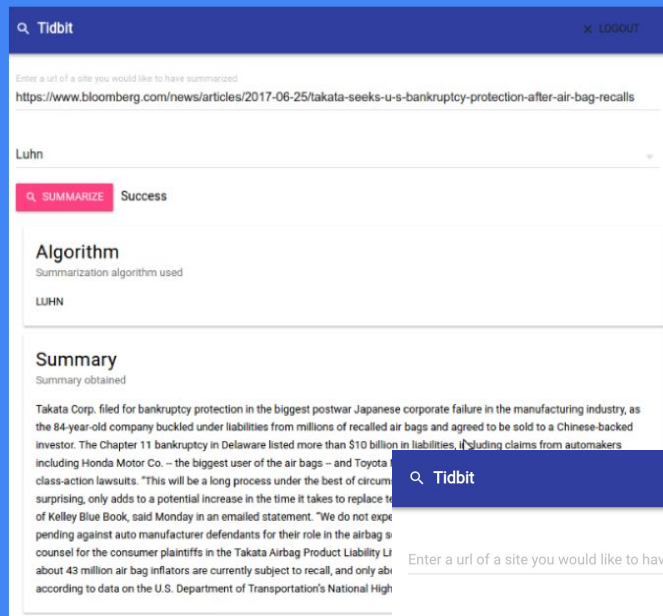 Tidbit
LOGOUT
Enter a url of a site you would like to have summarized
https://www.bloomberg.com/news/articles/2017-06-25/takata-seeks-u-s-bankruptcy-protection-after-air-bag-recalls
Luhn
SUMMARIZE Success
Algorithm
Summarization algorithm used
LUHN
Summary
Summary obtained
Takata Corp. filed for bankruptcy protection in the biggest postwar Japanese corporate failure in the manufacturing industry, as
the 84-year-old company buckled under liabilities from millions of recalled air bags and agreed to be sold to a Chinese-backed
investor. The Chapter 11 bankruptcy in Delaware listed more than $10 billion in liabilities, including claims from automakers
including Honda Motor Co. – the biggest user of the air bags – and Toyota
class-action lawsuits. “This will be a long process under the best of
surprising, only adds to a potential increase in the time it takes to replace
of Kelley Blue Book, said Monday in an emailed statement. “We do not
pending against auto manufacturer defendants for their role in the airbag
counsel for the consumer plaintiffs in the Takata Airbag Product Liability
about 43 million air bag inflators are currently subject to recall, and only
according to data on the U.S. Department of Transportation's National
Tidbit
Enter a url of a site you would like to